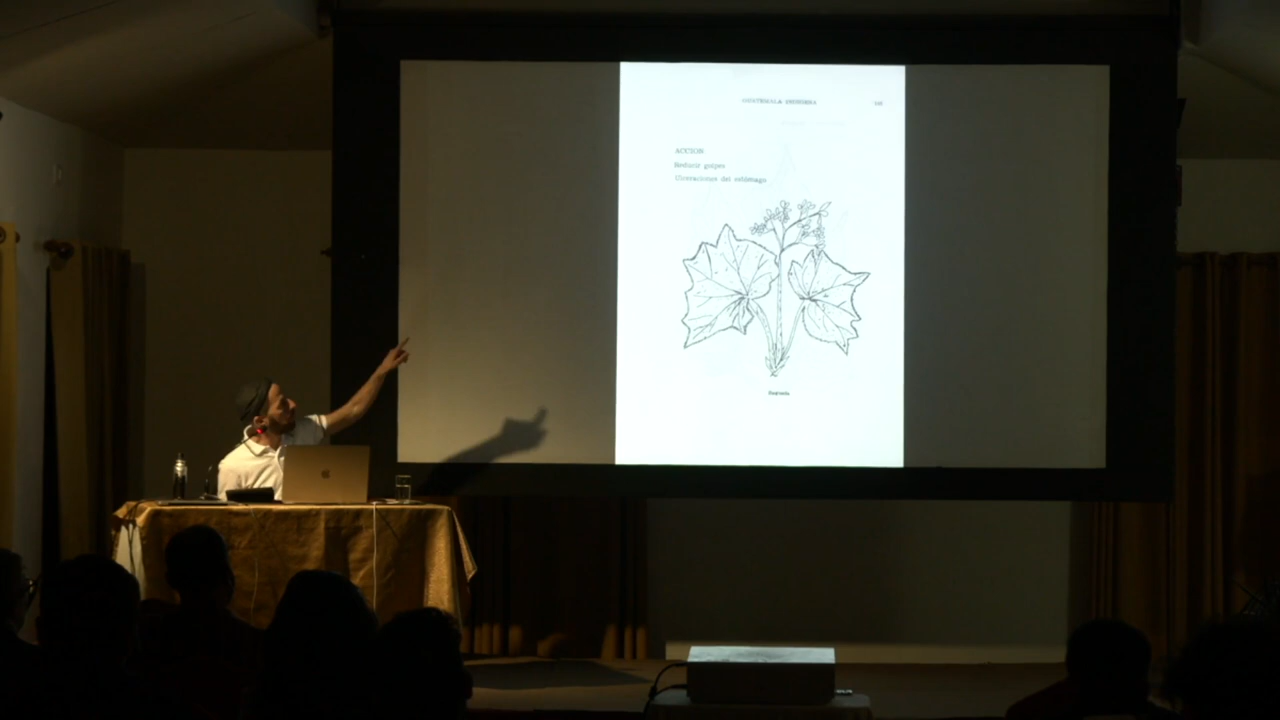 GUATEMALA INDIGENA
ACCION
Reducir golpes
Ulceraciones del estómago